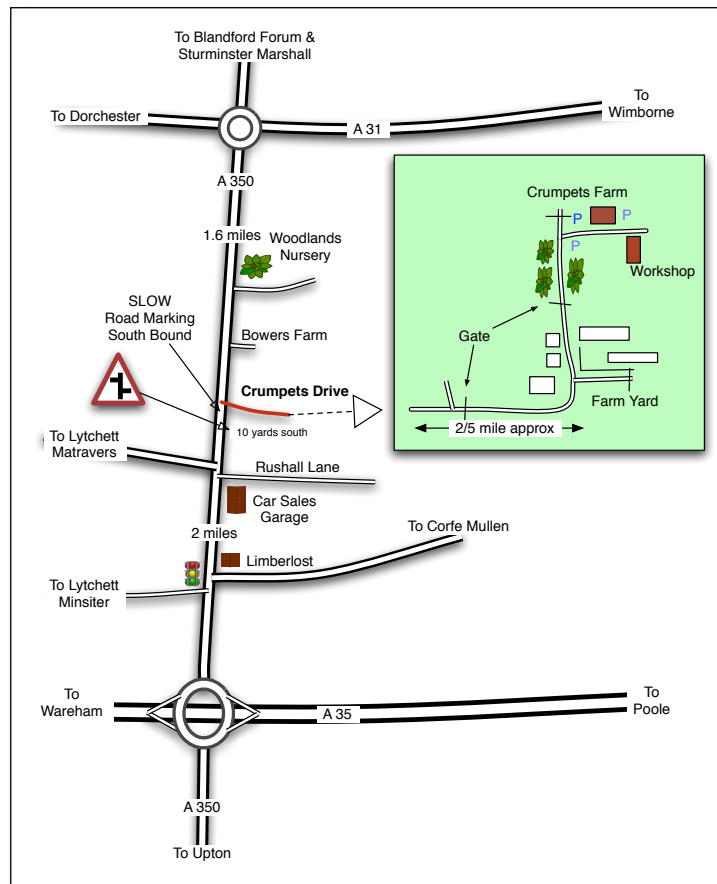 To Blandford Forum &
Sturminster Marshall
To Dorchester
To
Wimborne
A 31
A 350
1.6 miles
Woodlands
Nursery
SLOW
Road Marking
South Bound
Bowers Farm
Crumpets Drive
10 yards south
To Lytchett
Matravers
Rushall Lane
Car Sales
Garage
2 miles
To Corfe Mullen
Limberlost
To Lytchett
Minsiter
To
Wareham
A 35
To
Poole
A 350
To Upton
Crumpets Farm
P
P
P
Workshop
Gate
Farm Yard
2/5 mile approx